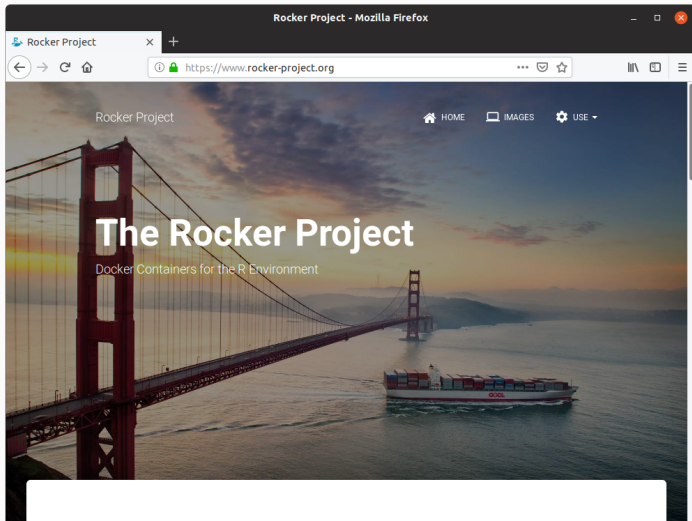 Rocker Project - Mozilla Firefox
Rocker Project
https://www.rocker-project.org
Rocker Project
HOME
IMAGES
USE
The Rocker Project
Docker Containers for the R Environment
OOCL